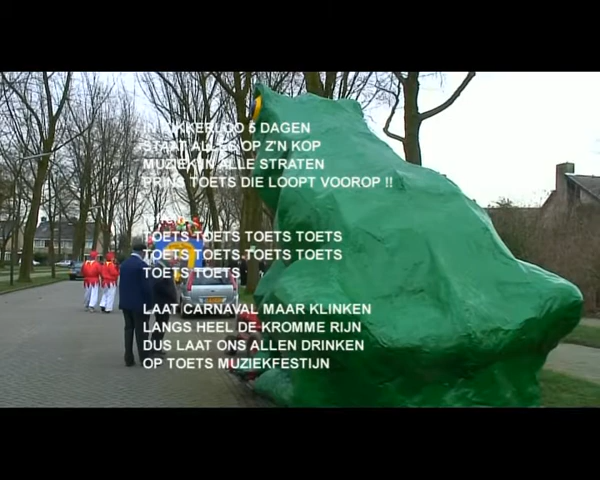 IN KIKKERLOO 5 DAGEN
STAAT ALLES OP Z'N KOP
MUZIEK IN ALLE STRATEN
PRINS TOETS DIE LOOPT VOOROP !!
TOETS TOETS TOETS TOETS
TOETS TOETS TOETS TOETS
TOETS TOETS
LAAT CARNAVAL MAAR KLINKEN
LANGS HEEL DE KROMME RIJN
DUS LAAT ONS ALLEN DRINKEN
OP TOETS MUZIEKFESTIJN